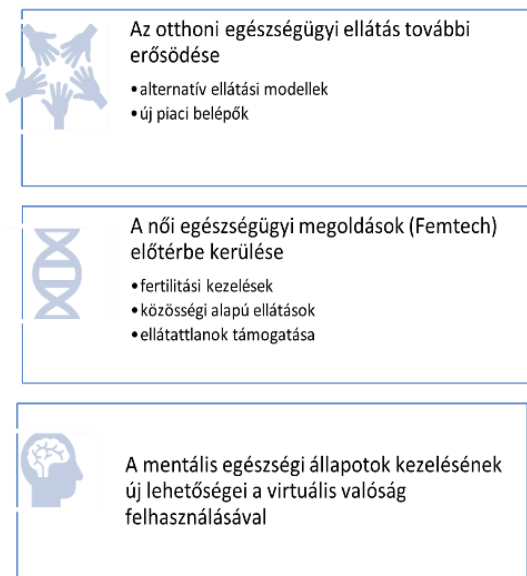 Az otthoni egészségügyi ellátás további
erősödése
• alternatív ellátási modellek
• új piaci belépők
A női egészségügyi megoldások (Femtech)
előtérbe kerülése
• fertilitási kezelések
• közösségi alapú ellátások
• ellátattlanok támogatása
A mentális egészségi állapotok kezelésének
új lehetőségei a virtuális valóság
felhasználásával